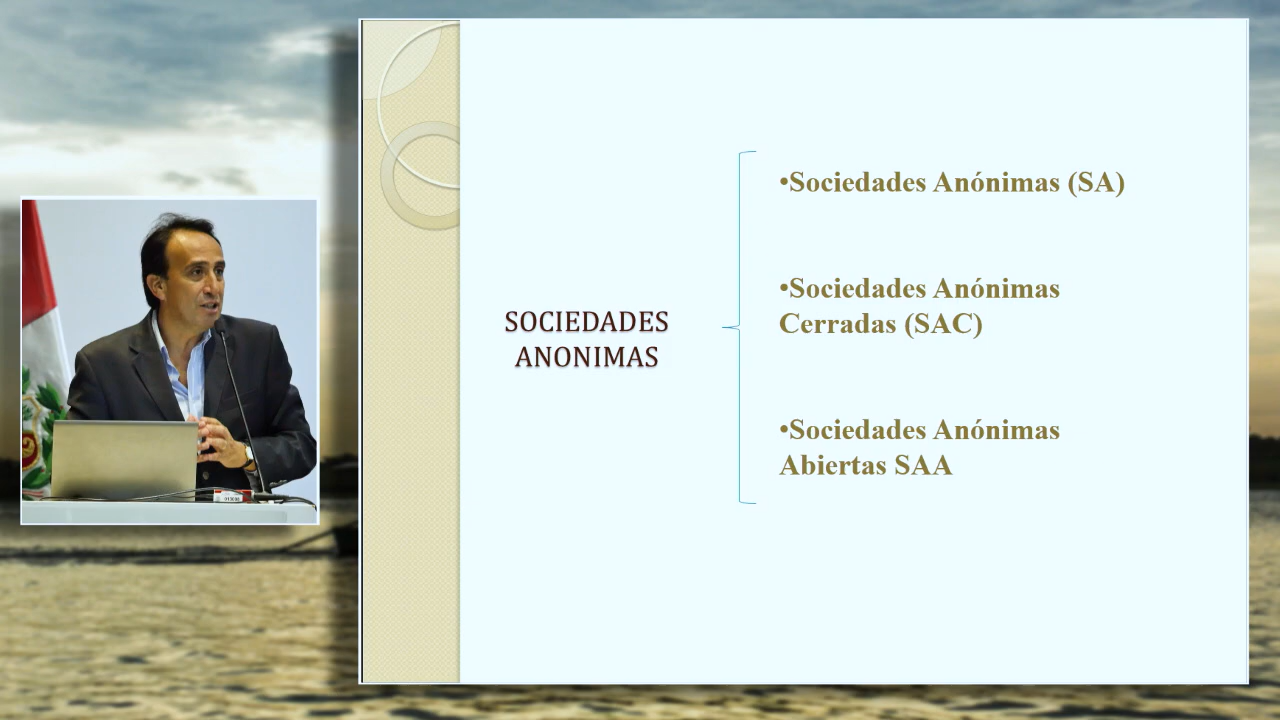 SOCIEDADES
ANONIMAS
•Sociedades Anónimas (SA)
•Sociedades Anónimas
Cerradas (SAC)
•Sociedades Anónimas
Abiertas SAA